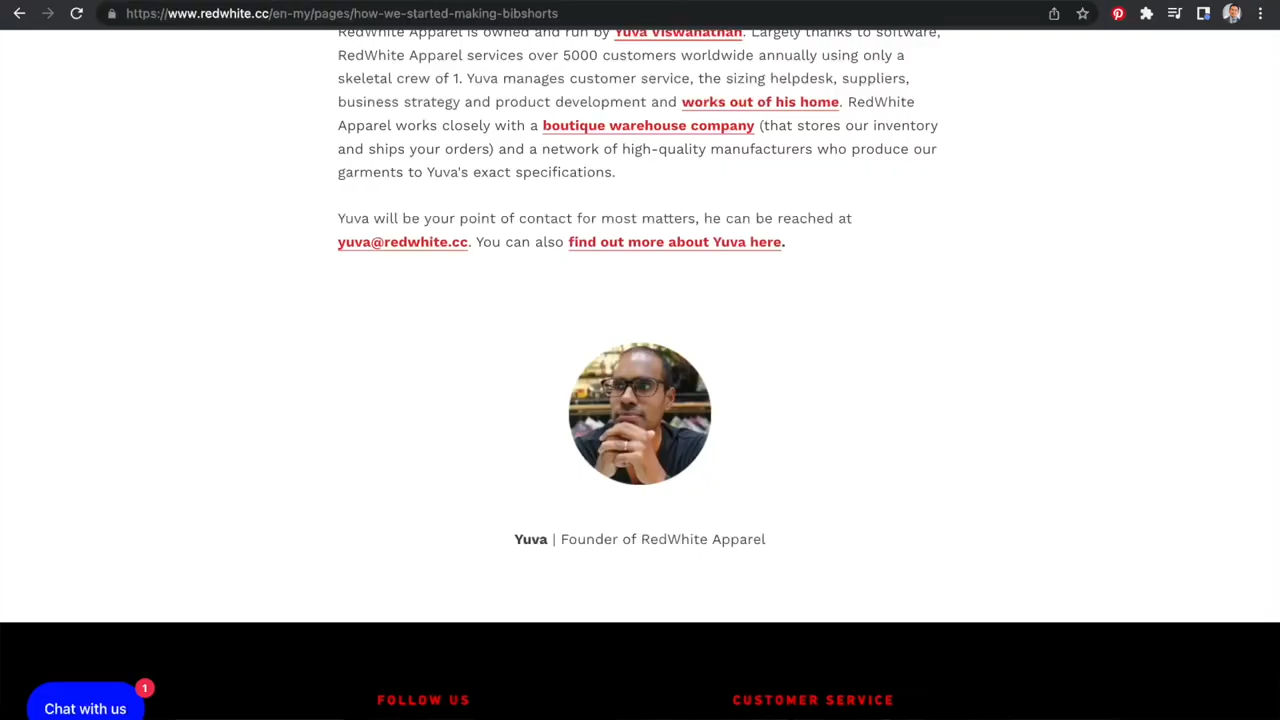 https://www.redwhite.cc/en-my/pages/how-we-started-making-bibshorts
RedWhite Apparel is owned and run by Yuva Viswanathan. Largely thanks to software,
RedWhite Apparel services over 5000 customers worldwide annually using only a
skeletal crew of 1. Yuva manages customer service, the sizing helpdesk, suppliers,
business strategy and product development and works out of his home. RedWhite
Apparel works closely with a boutique warehouse company (that stores our inventory
and ships your orders) and a network of high-quality manufacturers who produce our
garments to Yuva's exact specifications.
Yuva will be your point of contact for most matters, he can be reached at
yuva@redwhite.cc. You can also find out more about Yuva here.
Yuva | Founder of RedWhite Apparel
1
Chat with us
FOLLOW US
CUSTOMER SERVICE